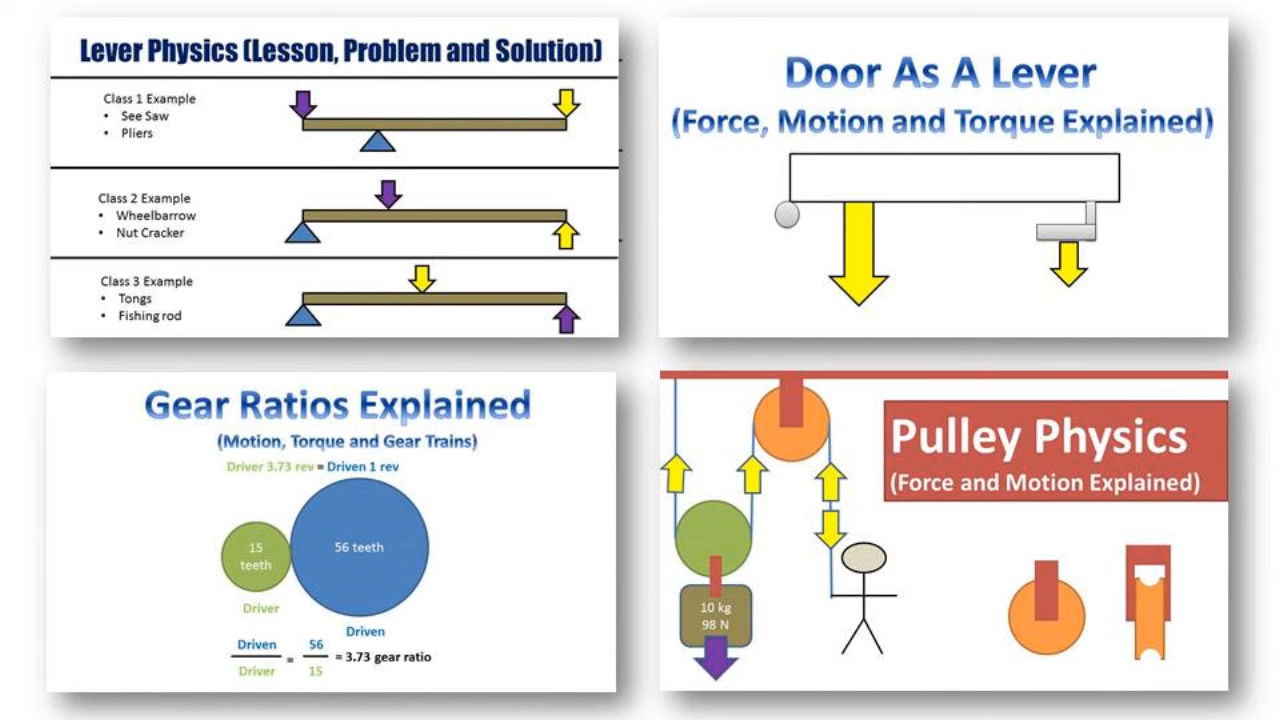 Lever Physics (Lesson, Problem and Solution)
Class 1 Example
• See Saw
• Pliers
Class 2 Example
• Wheelbarrow
• Nut Cracker
Class 3 Example
• Tongs
• Fishing rod
Door As A Lever
(Force, Motion and Torque Explained)
Gear Ratios Explained
(Motion, Torque and Gear Trains)
Driver 3.73 rev = Driven 1 rev
15
teeth
56 teeth
Driver
Driven
Driven 56
= = 3.73 gear ratio
Driver 15
Pulley Physics
(Force and Motion Explained)
10 kg
98 N